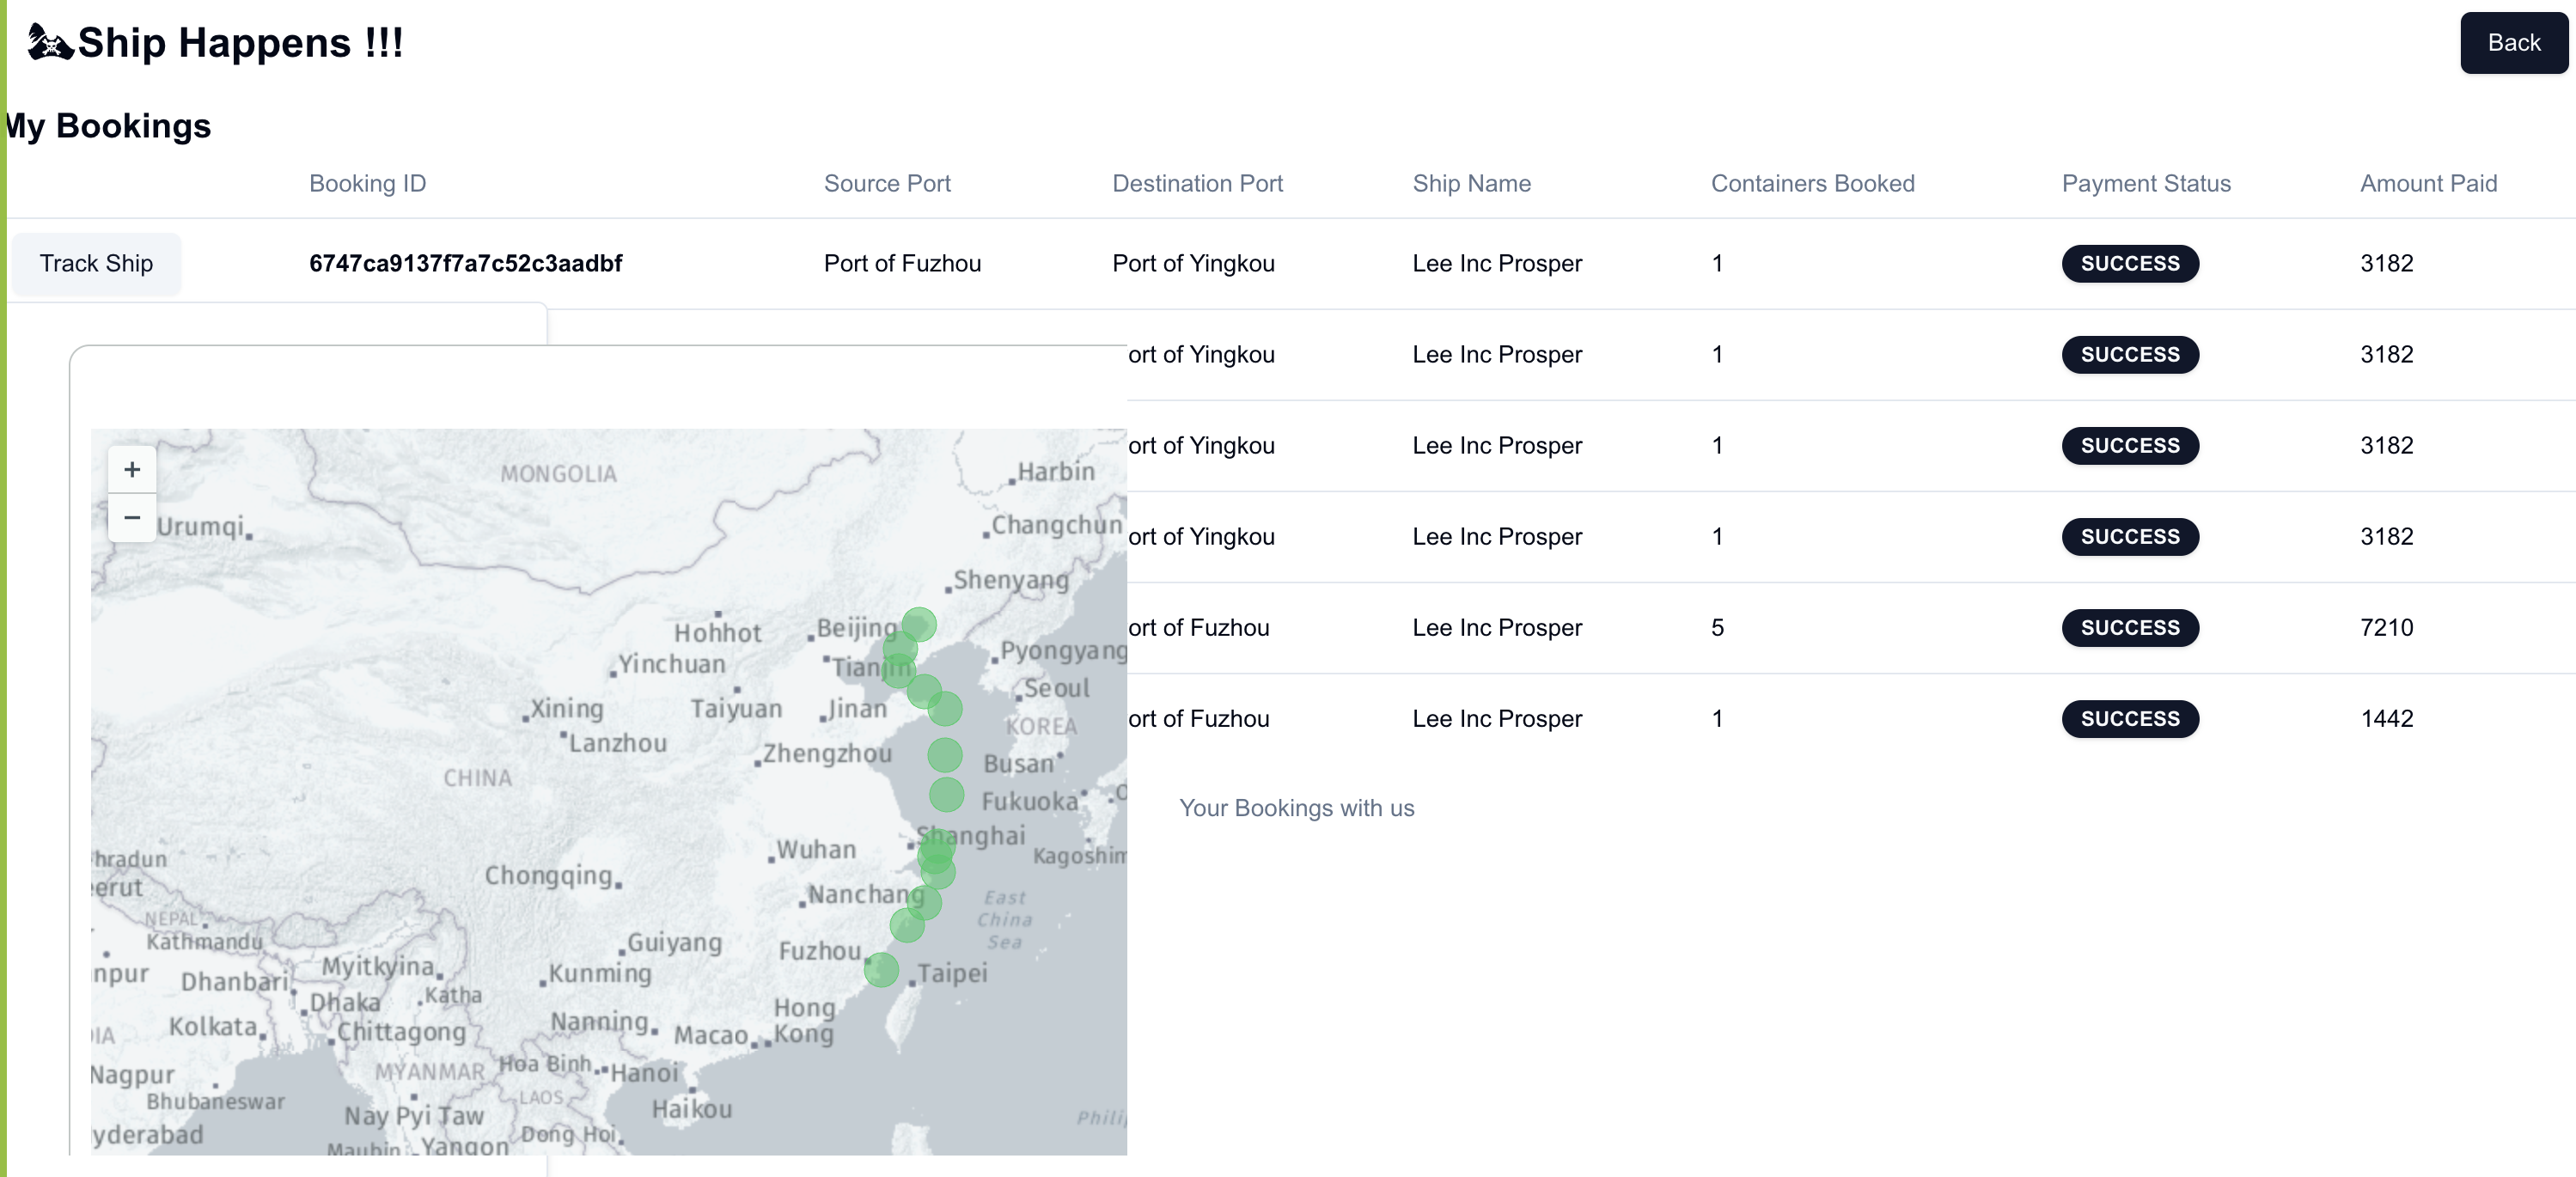 Ship Happens !!!
Back
My Bookings
Booking ID Source Port Destination Port Ship Name Containers Booked Payment Status Amount Paid
Track Ship 6747ca9137f7a7c52c3aadbf Port of Fuzhou Port of Yingkou Lee Inc Prosper 1 SUCCESS 3182
ort of Yingkou Lee Inc Prosper 1 SUCCESS 3182
ort of Yingkou Lee Inc Prosper 1 SUCCESS 3182
ort of Yingkou Lee Inc Prosper 1 SUCCESS 3182
ort of Fuzhou Lee Inc Prosper 5 SUCCESS 7210
ort of Fuzhou Lee Inc Prosper 1 SUCCESS 1442
Your Bookings with us
+
−
MONGOLIA
Harbin
Urumqi
Changchun
Shenyang
Hohhot
Beijing
Yinchuan
Tianjin
Pyongyang
Seoul
Xining
Taiyuan
Jinan
KOREA
Lanzhou
Zhengzhou
Busan
CHINA
Fukuoka
O
Shanghai
Wuhan
Kagoshim
hradun
Chongqing
eerut
Nanchang
East
China
Sea
NEPAL
Kathmandu
Guiyang
Fuzhou
npur
Dhanbari
Myitkyina
Kunming
Taipei
Dhaka
Katha
Hong
Kong
Kolkata
Chittagong
Nanning
Macao
DIA
Nagpur
MYANMAR
Hoa Binh
Hanoi
Bhubaneswar
LAOS
Nay Pyi Taw
Haikou
Philip
yderabad
Maubin
Yangon
Dong Hoi